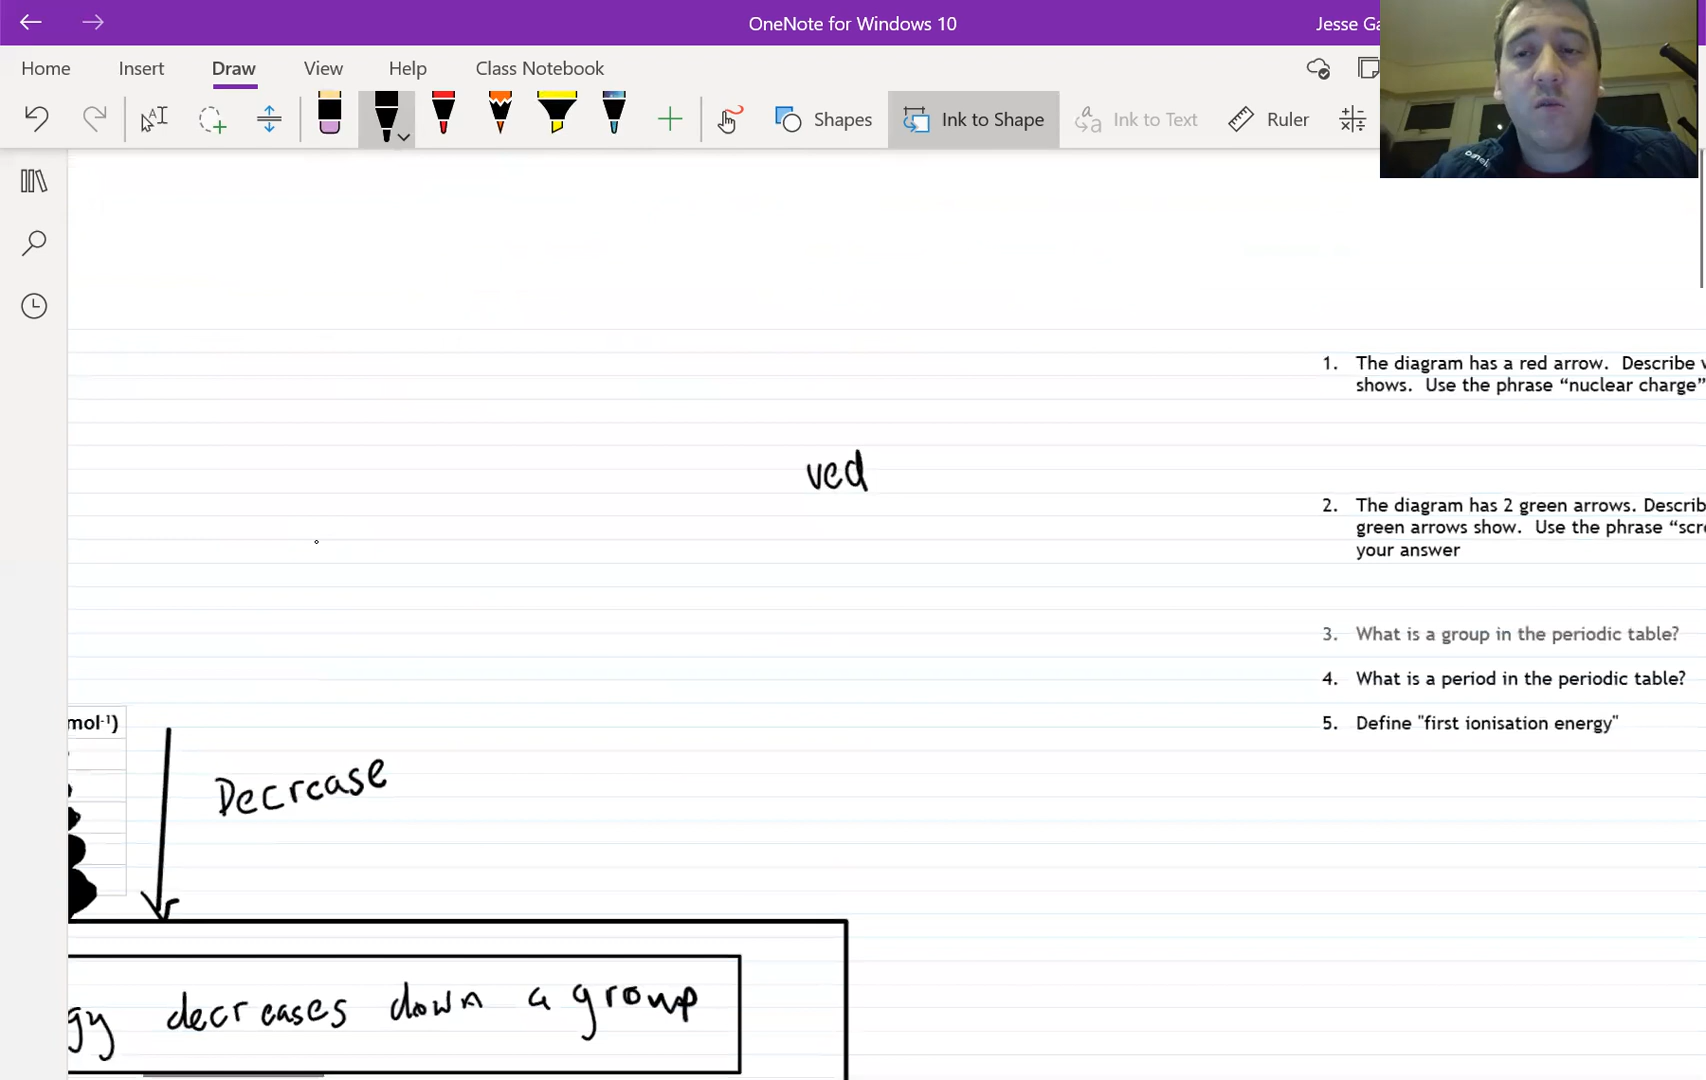 OneNote for Windows 10
Jesse Ga
Home Insert Draw View Help Class Notebook
Shapes Ink to Shape Ink to Text Ruler
1. The diagram has a red arrow. Describe
shows. Use the phrase “nuclear charge”
ved
2. The diagram has 2 green arrows. Describ
green arrows show. Use the phrase “scr
your answer
3. What is a group in the periodic table?
4. What is a period in the periodic table?
5. Define "first ionisation energy"
mol-1)
Decrease
gy decreases down a group